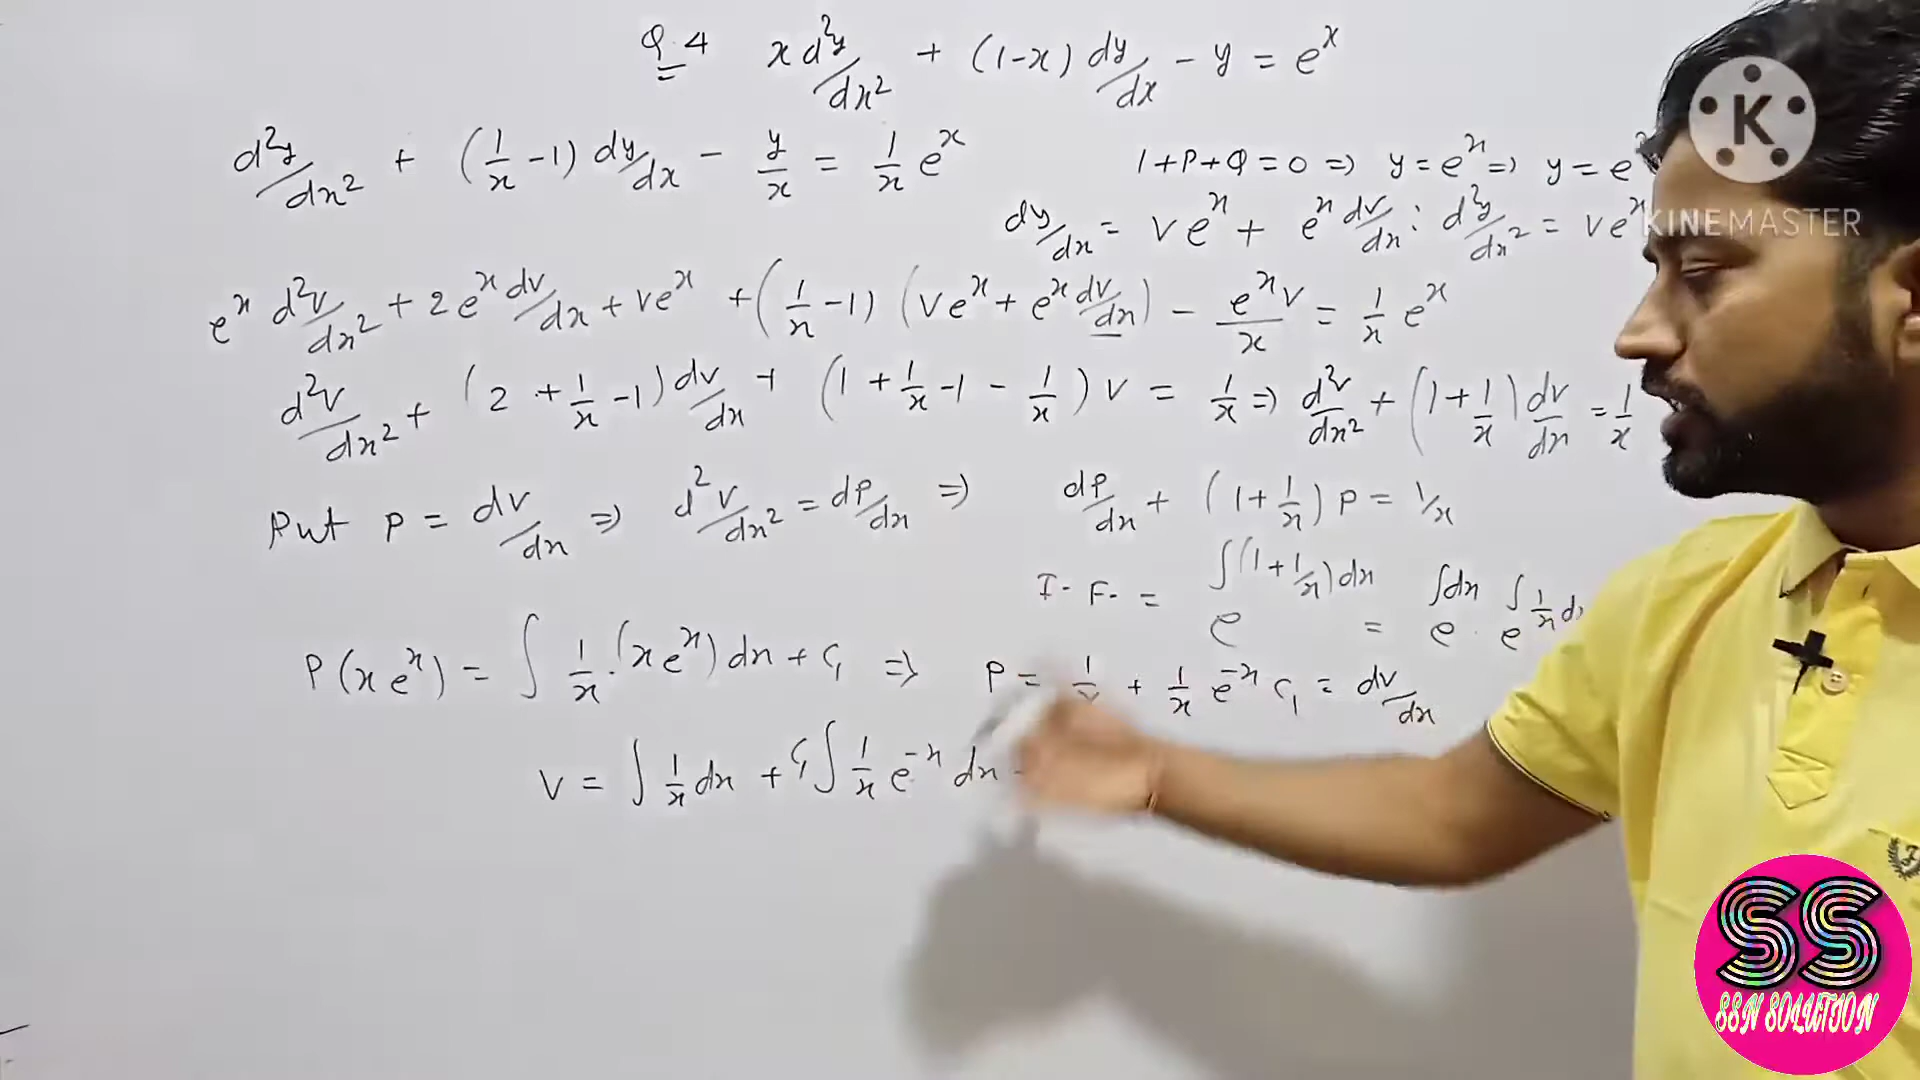 Q.4 x d²y/dx² + (1-x) dy/dx - y = e^x
d²y/dx² + (1/x - 1) dy/dx - y/x = 1/x e^x
1+P+Q=0 => y = e^x => y = e
dy/dx = ve^x + e^x dv/dx : d²y/dx² = ve^x
e^x d²v/dx² + 2e^x dv/dx + ve^x + (1/x - 1) (ve^x + e^x dv/dx) - e^x v/x = 1/x e^x
d²v/dx² + (2 + 1/x - 1) dv/dx + (1 + 1/x - 1 - 1/x) v = 1/x => d²v/dx² + (1 + 1/x) dv/dx = 1/x
Put p = dv/dx => d²v/dx² = dp/dx => dp/dx + (1 + 1/x) p = 1/x
I.F. = e^∫(1 + 1/x)dx = e^∫dx . e^∫1/x dx
P(xe^x) = ∫ 1/x . (xe^x) dx + c₁ => P = 1/x + 1/x e^-x c₁ = dv/dx
v = ∫ 1/x dx + c₁ ∫ 1/x e^-x dx
K
KINEMASTER
SS
SSN SOLUTION